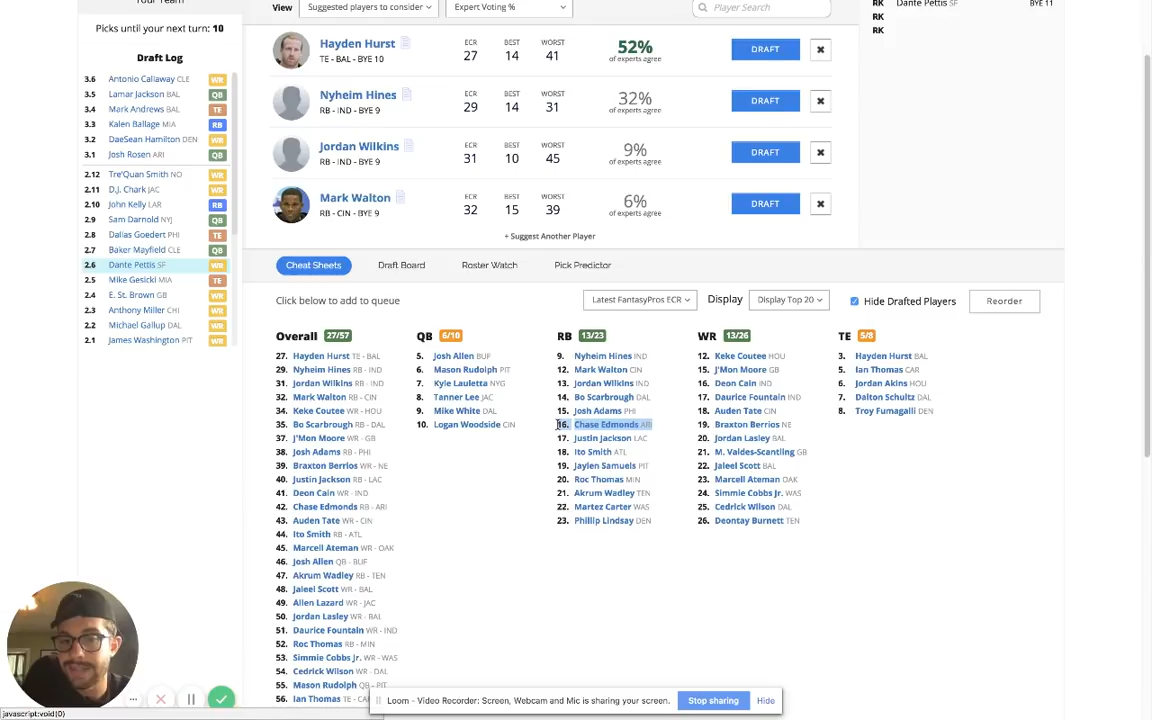 Your Team
Picks until your next turn: 10
Draft Log
3.6 Antonio Callaway CLE WR
3.5 Lamar Jackson BAL QB
3.4 Mark Andrews BAL TE
3.3 Kalen Ballage MIA RB
3.2 DaeSean Hamilton DEN WR
3.1 Josh Rosen ARI QB
2.12 Tre'Quan Smith NO WR
2.11 D.J. Chark JAC WR
2.10 John Kelly LAR RB
2.9 Sam Darnold NYJ QB
2.8 Dallas Goedert PHI TE
2.7 Baker Mayfield CLE QB
2.6 Dante Pettis SF WR
2.5 Mike Gesicki MIA TE
2.4 E. St. Brown GB WR
2.3 Anthony Miller CHI WR
2.2 Michael Gallup DAL WR
2.1 James Washington PIT WR
View Suggested players to consider Expert Voting % Player Search
Hayden Hurst ECR BEST WORST 52% DRAFT
TE - BAL - BYE 10 27 14 41 of experts agree
Nyheim Hines ECR BEST WORST 32% DRAFT
RB - IND - BYE 9 29 14 31 of experts agree
Jordan Wilkins ECR BEST WORST 9% DRAFT
RB - IND - BYE 9 31 10 45 of experts agree
Mark Walton ECR BEST WORST 6% DRAFT
RB - CIN - BYE 9 32 15 39 of experts agree
+ Suggest Another Player
RK Dante Pettis SF BYE 11
RK
RK
Cheat Sheets Draft Board Roster Watch Pick Predictor
Click below to add to queue Latest FantasyPros ECR Display Display Top 20 Hide Drafted Players Reorder
Overall 27/57
27. Hayden Hurst TE - BAL
29. Nyheim Hines RB - IND
31. Jordan Wilkins RB - IND
32. Mark Walton RB - CIN
34. Keke Coutee WR - HOU
35. Bo Scarbrough RB - DAL
37. J'Mon Moore WR - GB
38. Josh Adams RB - PHI
39. Braxton Berrios WR - NE
40. Justin Jackson RB - LAC
41. Deon Cain WR - IND
42. Chase Edmonds RB - ARI
43. Auden Tate WR - CIN
44. Ito Smith RB - ATL
45. Marcell Ateman WR - OAK
46. Josh Allen QB - BUF
47. Akrum Wadley RB - TEN
48. Jaleel Scott WR - BAL
49. Allen Lazard WR - JAC
50. Jordan Lasley WR - BAL
51. Daurice Fountain WR - IND
52. Roc Thomas RB - MIN
53. Simmie Cobbs Jr. WR - WAS
54. Cedrick Wilson WR - DAL
55. Mason Rudolph QB - PIT
56. Ian Thomas TE - CA
QB 6/10
5. Josh Allen BUF
6. Mason Rudolph PIT
7. Kyle Lauletta NYG
8. Tanner Lee JAC
9. Mike White DAL
10. Logan Woodside CIN
RB 13/23
9. Nyheim Hines IND
12. Mark Walton CIN
13. Jordan Wilkins IND
14. Bo Scarbrough DAL
15. Josh Adams PHI
16. Chase Edmonds ARI
17. Justin Jackson LAC
18. Ito Smith ATL
19. Jaylen Samuels PIT
20. Roc Thomas MIN
21. Akrum Wadley TEN
22. Martez Carter WAS
23. Phillip Lindsay DEN
WR 13/26
12. Keke Coutee HOU
15. J'Mon Moore GB
16. Deon Cain IND
17. Daurice Fountain IND
18. Auden Tate CIN
19. Braxton Berrios NE
20. Jordan Lasley BAL
21. M. Valdes-Scantling GB
22. Jaleel Scott BAL
23. Marcell Ateman OAK
24. Simmie Cobbs Jr. WAS
25. Cedrick Wilson DAL
26. Deontay Burnett TEN
TE 5/8
3. Hayden Hurst BAL
5. Ian Thomas CAR
6. Jordan Akins HOU
7. Dalton Schultz DAL
8. Troy Fumagalli DEN
Loom - Video Recorder: Screen, Webcam and Mic is sharing your screen. Stop sharing Hide
javascript:void(0)